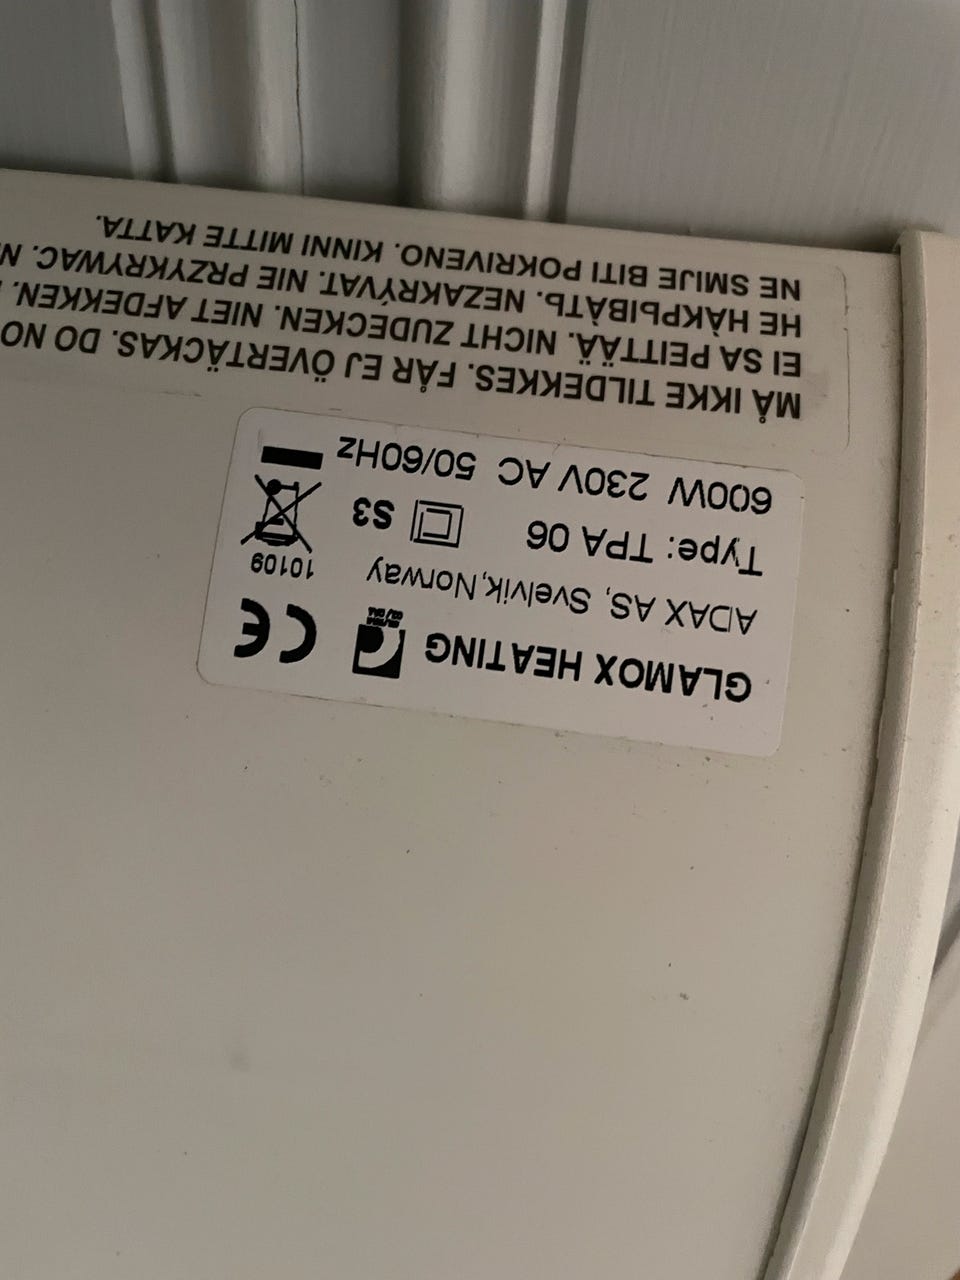 GLAMOX HEATING CE
ADAX AS, Svelvik,Norway 10109
Type: TPA 06 S3
600W 230V AC 50/60Hz
MÅ IKKE TILDEKKES. FÅR EJ ÖVERTÄCKAS. DO NO
EI SA PEITTÄÄ. NICHT ZUDECKEN. NIET AFDEKKEN.
НЕ НАКРЬІВАТЬ. NEZAKRÝVAT. NIE PRZYKRYWAC. N
NE SMIJE BITI POKRIVENO. KINNI MITTE KATTA.